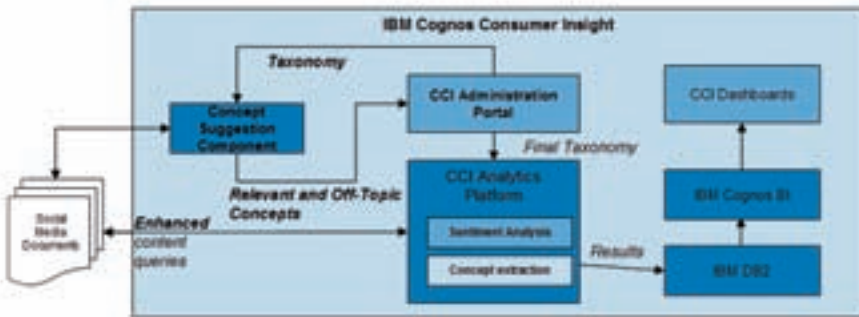 IBM Cognos Consumer Insight
Taxonomy
CCI Administration
Portal
CCI Dashboards
Concept
Suggestion
Component
Final Taxonomy
CCI Analytics
Platform
Relevant and Off-Topic
Concepts
IBM Cognos BI
Social
Media
Documents
Enhanced
content
queries
Sentiment Analysis
Concept extraction
Results
IBM DB2